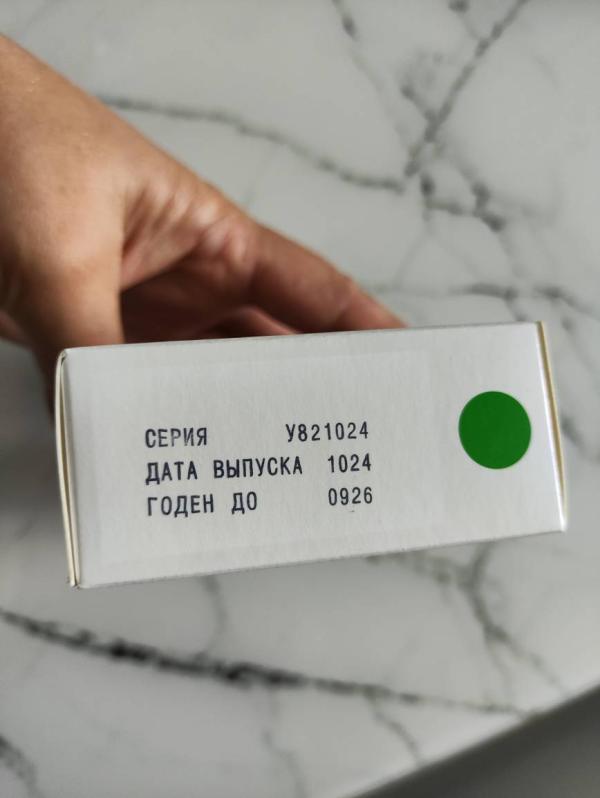 СЕРИЯ У821024
ДАТА ВЫПУСКА 1024
ГОДЕН ДО 0926